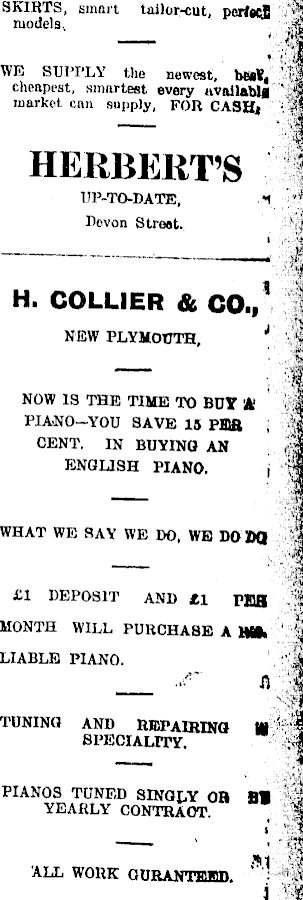 SKIRTS, smart tailor-cut, perfect
models.
WE SUPPLY the newest, best,
cheapest, smartest every available
market can supply, FOR CASH,
HERBERT'S
UP-TO-DATE,
Devon Street.
H. COLLIER & CO.,
NEW PLYMOUTH,
NOW IS THE TIME TO BUY A
PIANO—YOU SAVE 15 PER
CENT. IN BUYING AN
ENGLISH PIANO.
WHAT WE SAY WE DO, WE DO DO
£1 DEPOSIT AND £1 PER
MONTH WILL PURCHASE A
LIABLE PIANO.
TUNING AND REPAIRING
SPECIALITY.
PIANOS TUNED SINGLY OR BY
YEARLY CONTRACT.
ALL WORK GURANTEED.